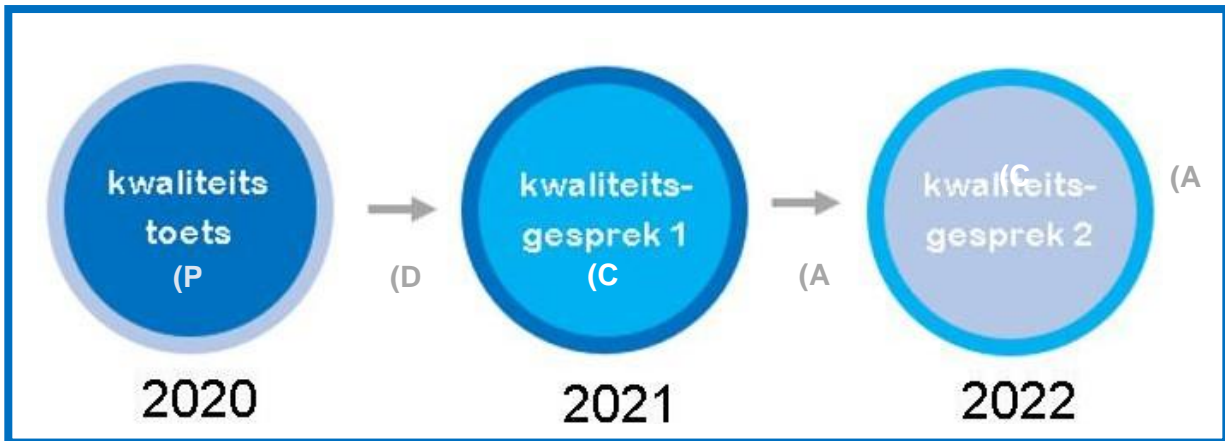 kwaliteits
toets
(P
2020
(D
kwaliteits-
gesprek 1
(C
2021
(A
kwaliteits-
(C
gesprek 2
2022
(A